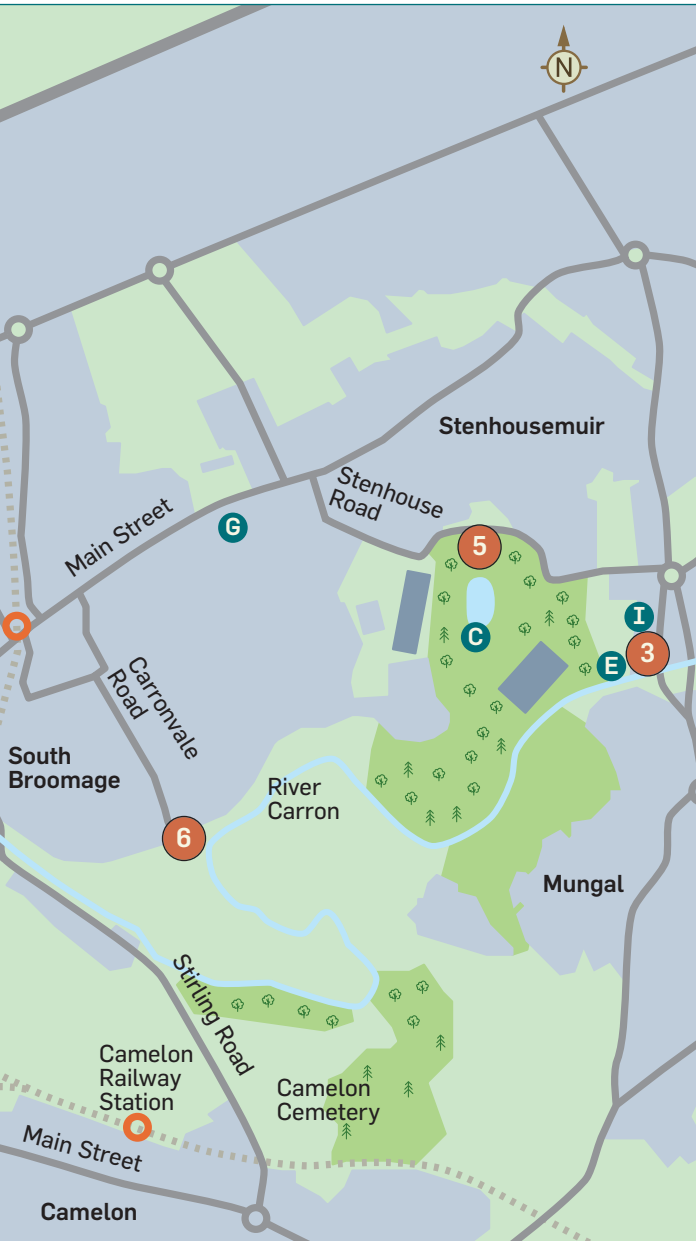 N
Stenhousemuir
Stenhouse
Road
Main Street
G
5
I
C
3
E
Carronvale
Road
South
Broomage
River
Carron
6
Mungal
Stirling Road
Camelon
Railway
Station
Camelon
Cemetery
Main Street
Camelon